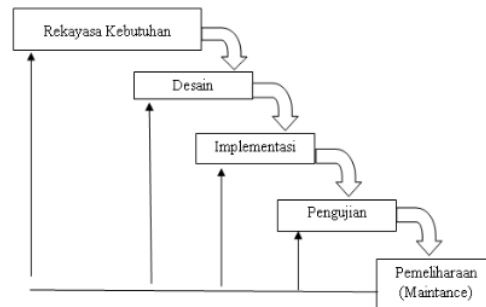 Rekayasa Kebutuhan
Desain
Implementasi
Pengujian
Pemeliharaan
(Maintance)